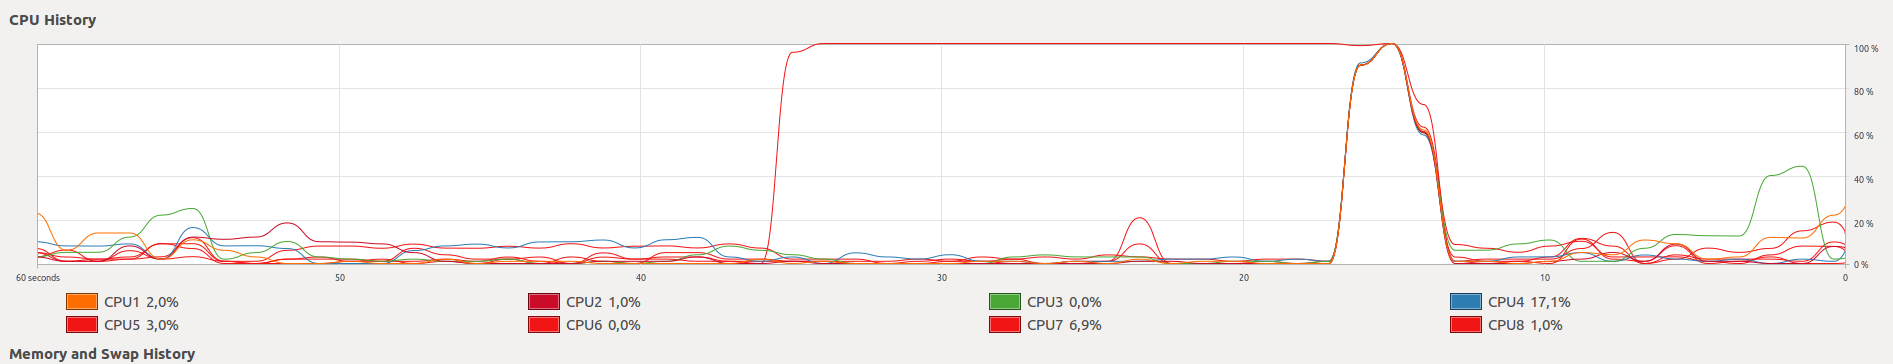 CPU History
100 %
80 %
60 %
40 %
20 %
0 %
60 seconds 50 40 30 20 10 0
CPU1 2,0% CPU2 1,0% CPU3 0,0% CPU4 17,1%
CPU5 3,0% CPU6 0,0% CPU7 6,9% CPU8 1,0%
Memory and Swap History